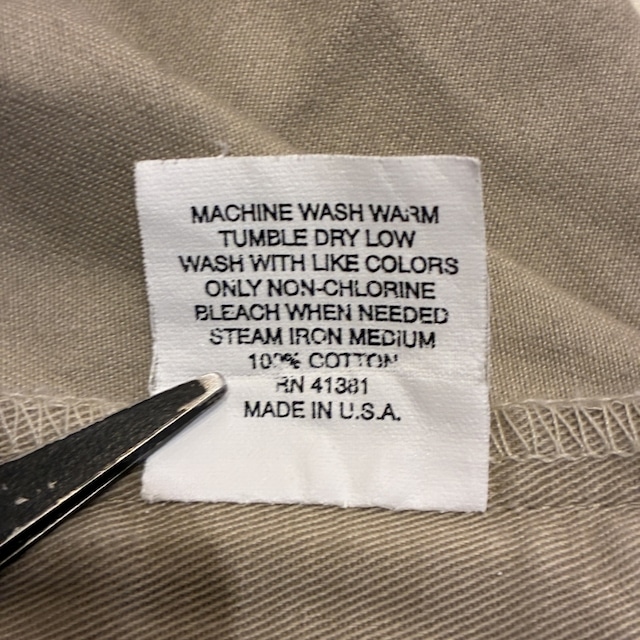 MACHINE WASH WARM
TUMBLE DRY LOW
WASH WITH LIKE COLORS
ONLY NON-CHLORINE
BLEACH WHEN NEEDED
STEAM IRON MEDIUM
100% COTTON
RN 41381
MADE IN U.S.A.